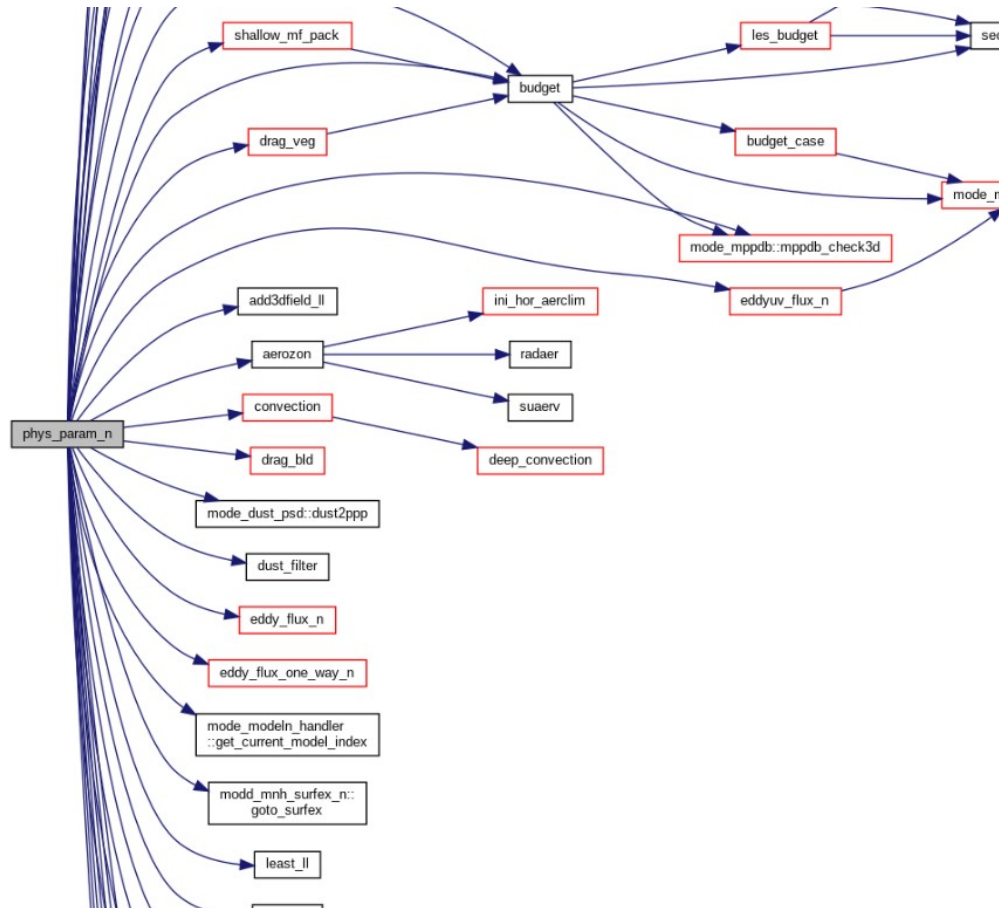 shallow_mf_pack
les_budget
budget
drag_veg
budget_case
mode_mppdb::mppdb_check3d
eddyuv_flux_n
add3dfield_ll
ini_hor_aerclim
aerozon
radaer
suaerv
convection
phys_param_n
drag_bld
deep_convection
mode_dust_psd::dust2ppp
dust_filter
eddy_flux_n
eddy_flux_one_way_n
mode_modeln_handler
::get_current_model_index
modd_mnh_surfex_n::
goto_surfex
least_ll